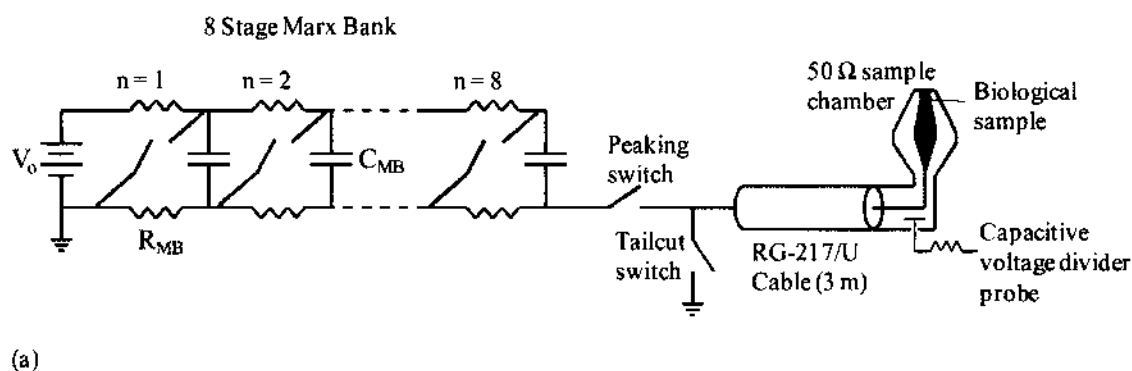 8 Stage Marx Bank
n = 1
n = 2
n = 8
50 Ω sample
chamber
Biological
sample
V₀
C_MB
R_MB
Peaking
switch
Tailcut
switch
RG-217/U
Cable (3 m)
Capacitive
voltage divider
probe
(a)